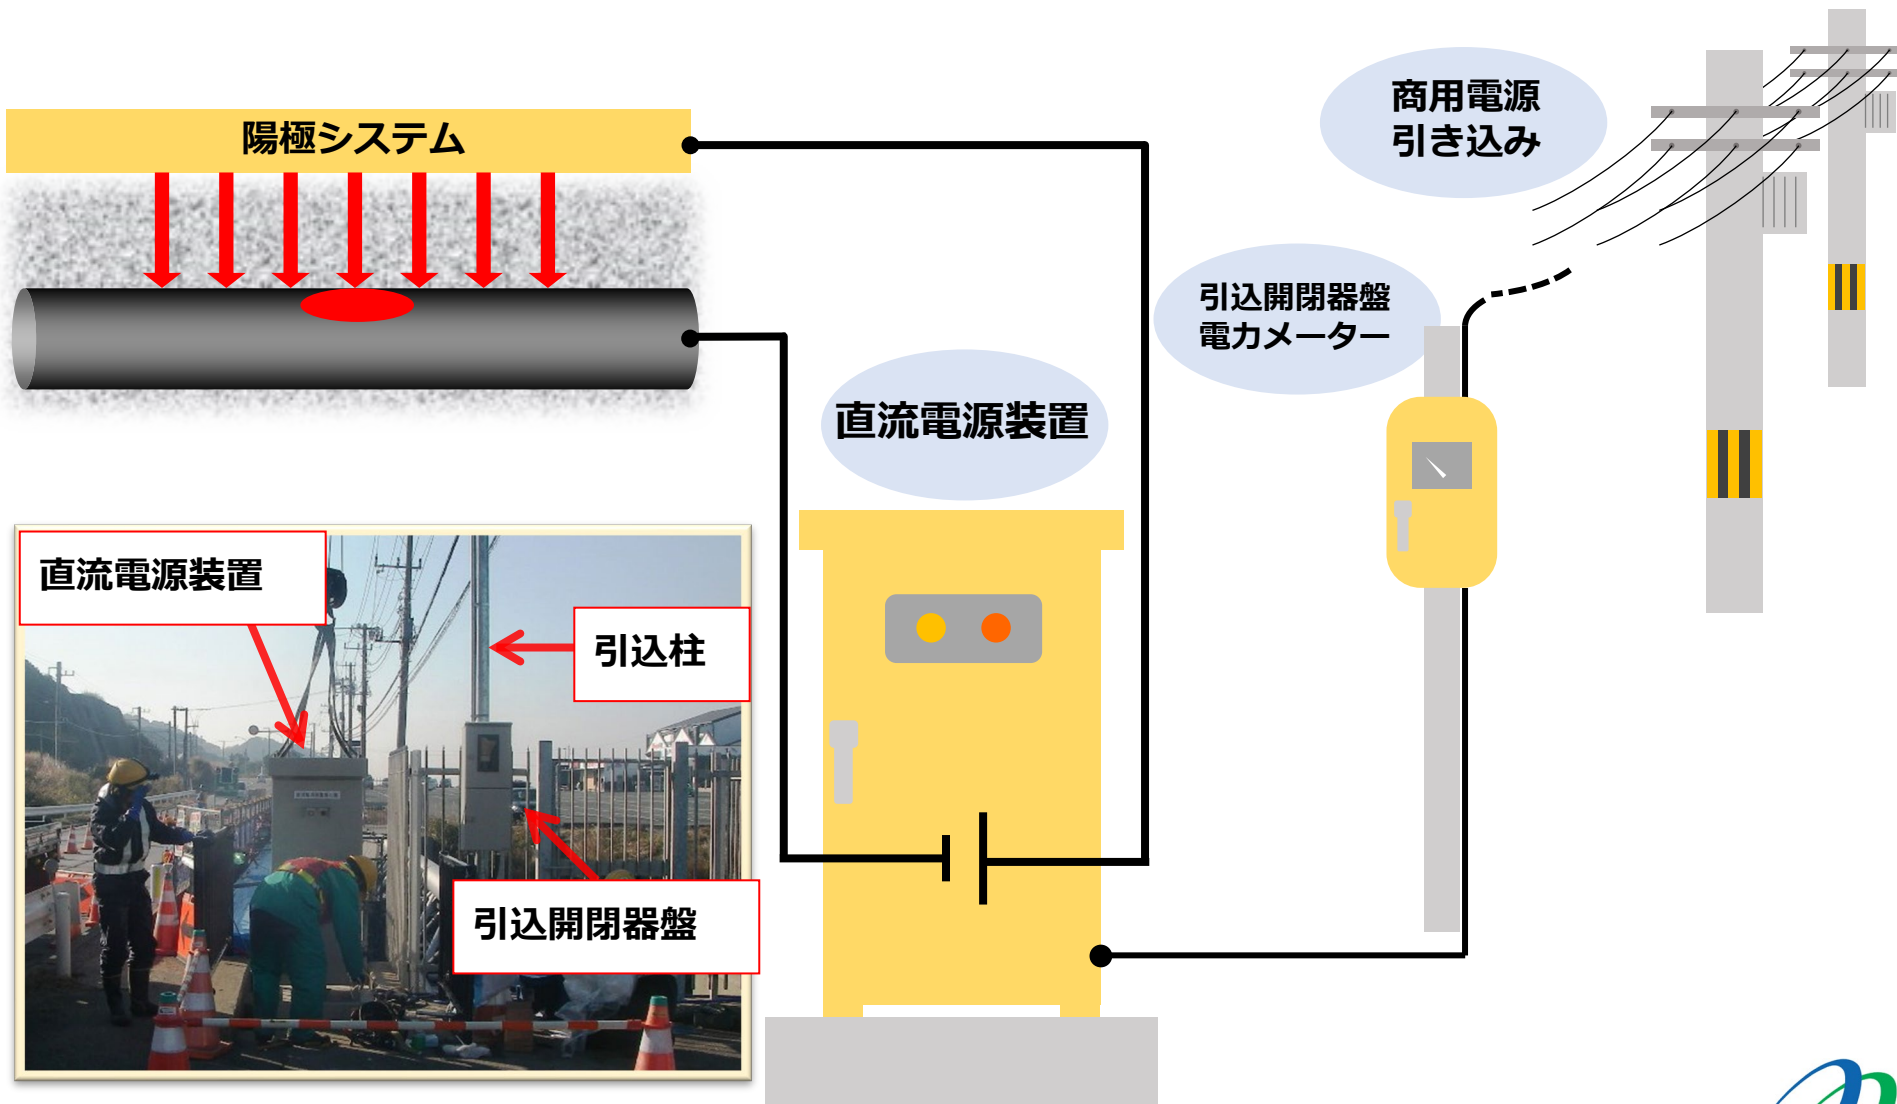 陽極システム
商用電源
引き込み
引込開閉器盤
電力メーター
直流電源装置
直流電源装置
引込柱
引込開閉器盤